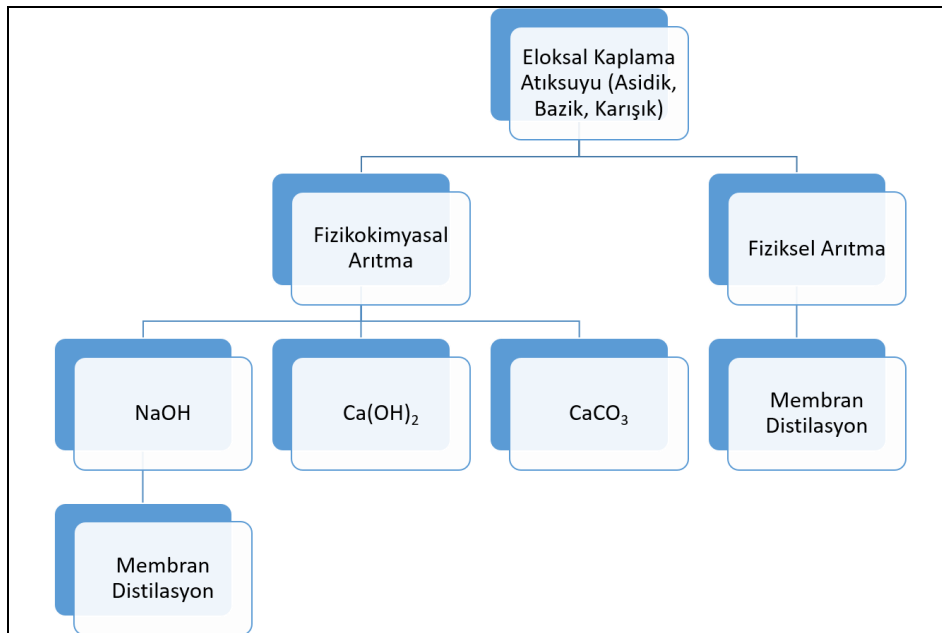 Eloksal Kaplama
Atıksuyu (Asidik,
Bazik, Karışık)
Fizikokimyasal
Arıtma
Fiziksel Arıtma
NaOH
Ca(OH)₂
CaCO₃
Membran
Distilasyon
Membran
Distilasyon